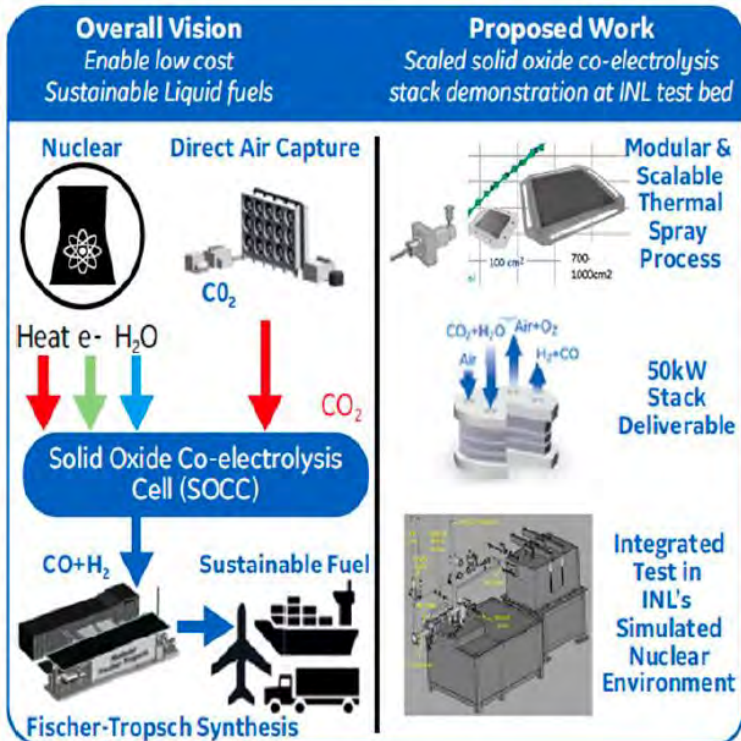 Overall Vision
Enable low cost
Sustainable Liquid fuels
Nuclear
Direct Air Capture
CO₂
Heat e- H₂O
CO₂
Solid Oxide Co-electrolysis
Cell (SOCC)
CO+H₂
Sustainable Fuel
Fischer-Tropsch Synthesis
Proposed Work
Scaled solid oxide co-electrolysis
stack demonstration at INL test bed
100 cm²
700-
1000cm2
Modular &
Scalable
Thermal
Spray
Process
CO₂+H₂O
Air+O₂
Air
H₂+CO
50kW
Stack
Deliverable
Integrated
Test in
INL's
Simulated
Nuclear
Environment